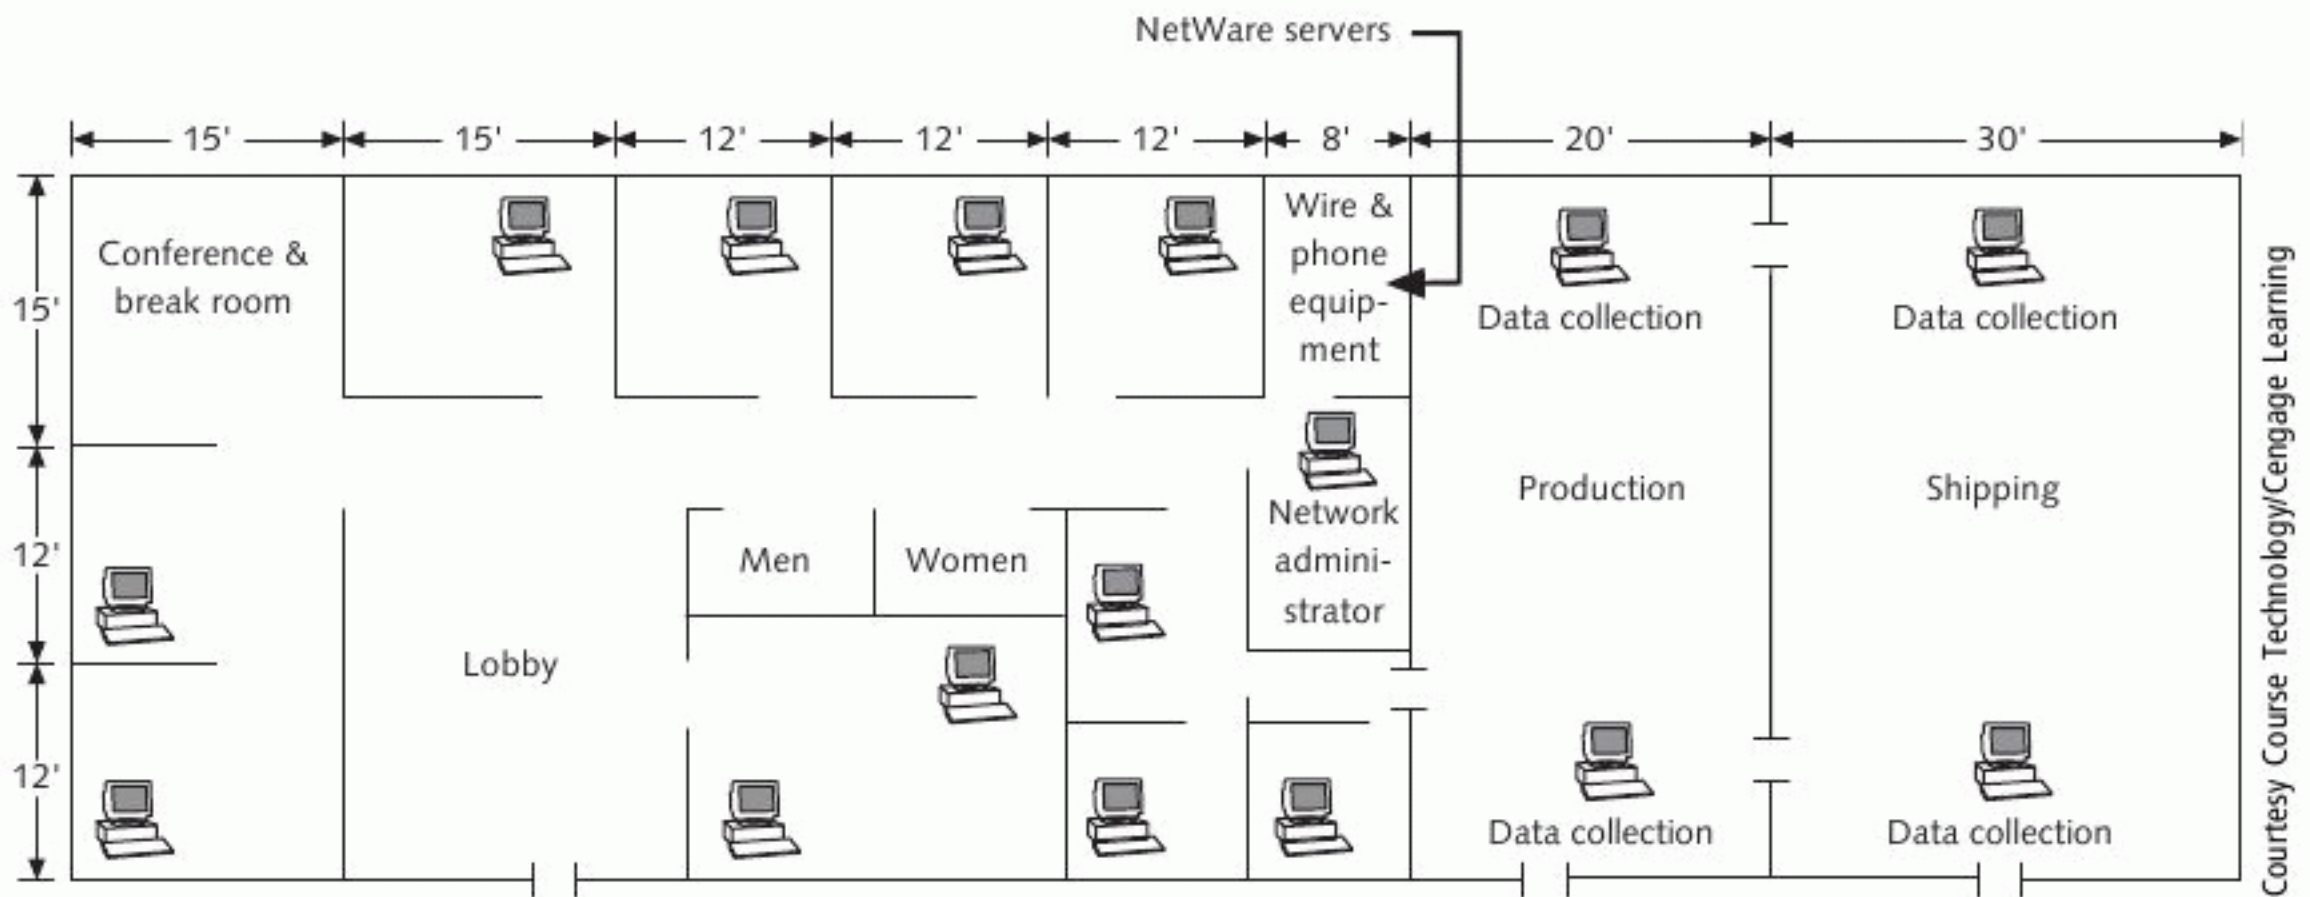 NetWare servers
15' 15' 12' 12' 12' 8' 20' 30'
Conference &
break room
Wire &
phone
equip-
ment
Data collection
Data collection
15'
Network
admini-
strator
Production
Shipping
12'
Men
Women
Lobby
12'
Data collection
Data collection
Courtesy Course Technology/Cengage Learning